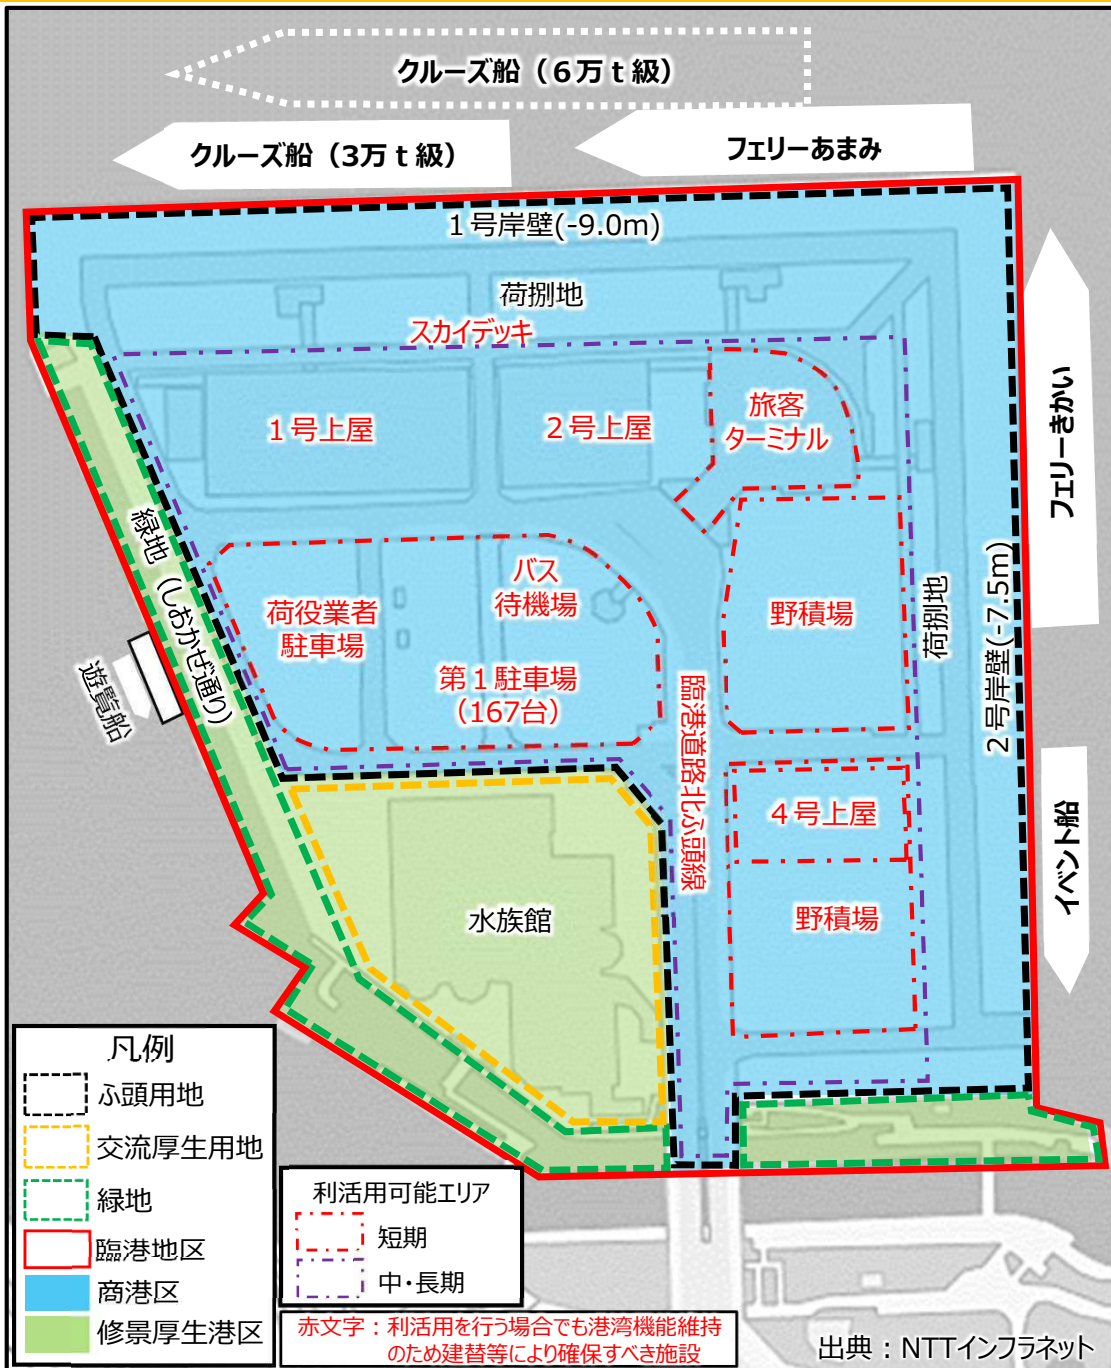 クルーズ船（６万ｔ級）
クルーズ船（3万ｔ級）
フェリーあまみ
１号岸壁(-9.0m)
荷捌地
スカイデッキ
１号上屋
２号上屋
旅客
ターミナル
フェリーきかい
緑地（しおかぜ通り）
荷役業者
駐車場
バス
待機場
第１駐車場
（167台）
野積場
荷捌地
２号岸壁(-7.5m)
遊覧船
臨港道路北ふ頭線
４号上屋
イベント船
水族館
野積場
凡例
ふ頭用地
交流厚生用地
緑地
臨港地区
商港区
修景厚生港区
利活用可能エリア
短期
中・長期
赤文字：利活用を行う場合でも港湾機能維持
のため建替等により確保すべき施設
出典：NTTインフラネット